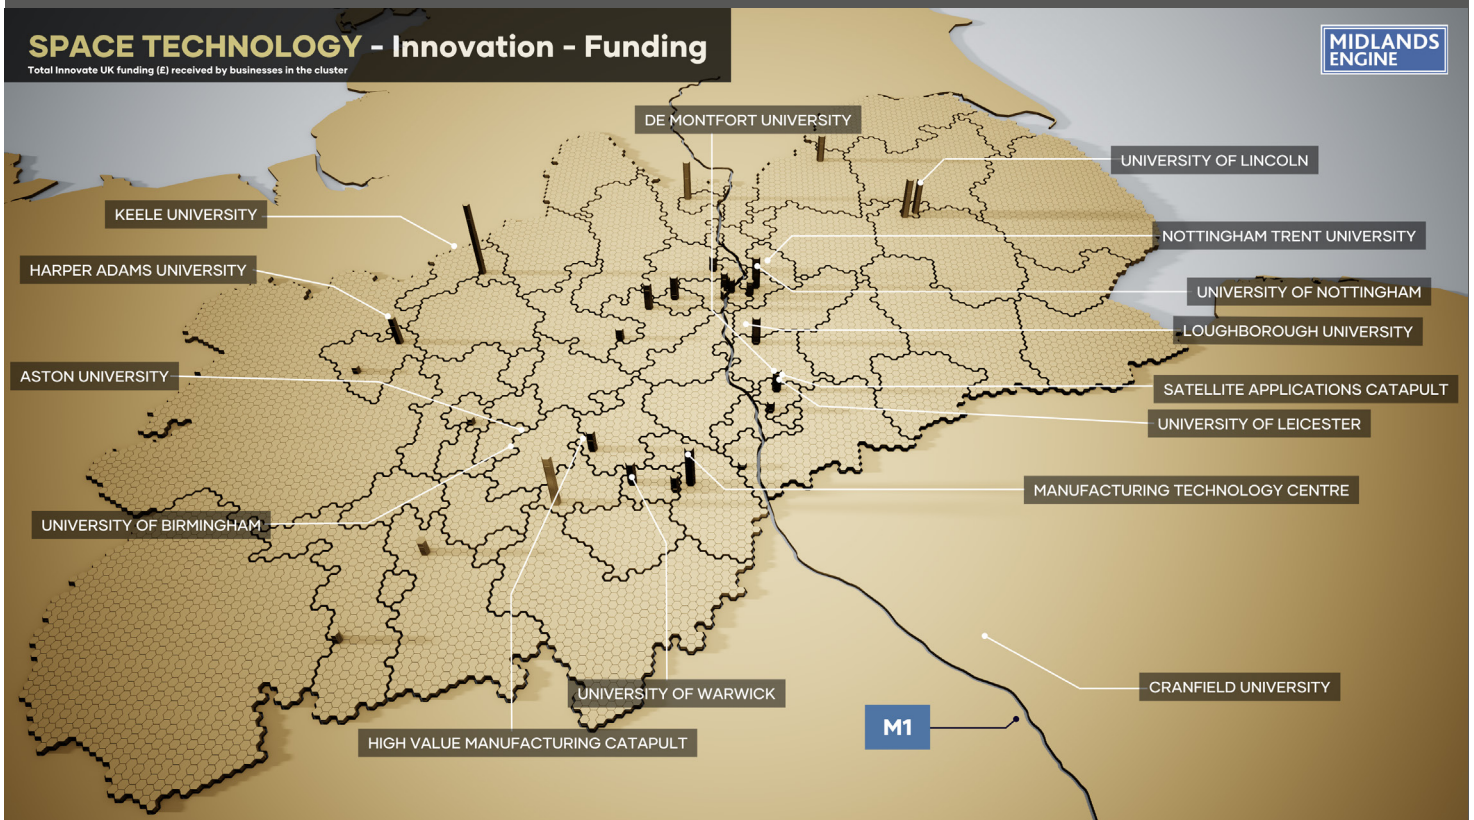 SPACE TECHNOLOGY - Innovation - Funding
Total Innovate UK funding (£) received by businesses in the cluster
MIDLANDS
ENGINE
DE MONTFORT UNIVERSITY
UNIVERSITY OF LINCOLN
KEELE UNIVERSITY
NOTTINGHAM TRENT UNIVERSITY
HARPER ADAMS UNIVERSITY
UNIVERSITY OF NOTTINGHAM
LOUGHBOROUGH UNIVERSITY
ASTON UNIVERSITY
SATELLITE APPLICATIONS CATAPULT
UNIVERSITY OF LEICESTER
MANUFACTURING TECHNOLOGY CENTRE
UNIVERSITY OF BIRMINGHAM
CRANFIELD UNIVERSITY
UNIVERSITY OF WARWICK
M1
HIGH VALUE MANUFACTURING CATAPULT